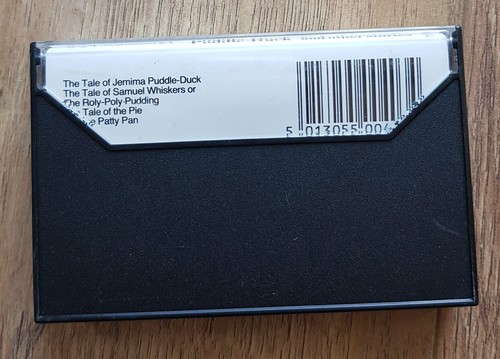 The Tale of Jemima Puddle-Duck
The Tale of Samuel Whiskers or
The Roly-Poly-Pudding
Tale of the Pie
Patty Pan
5 013055 004